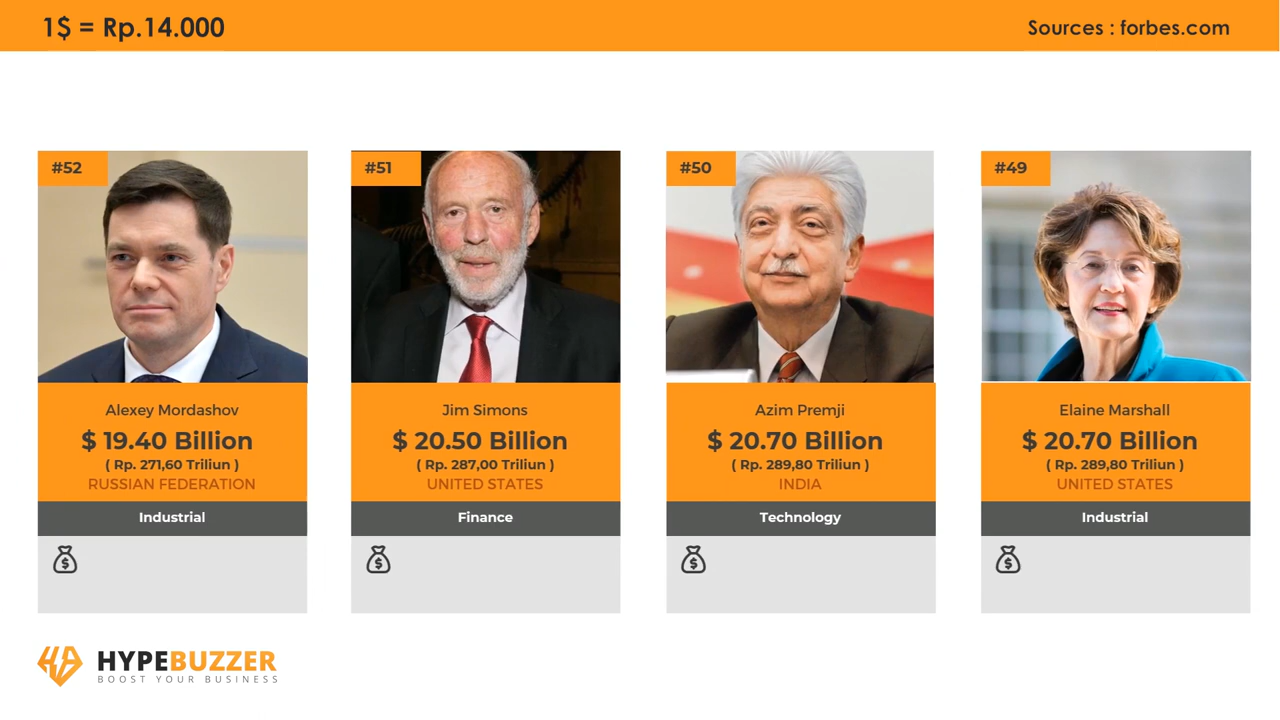 1$ = Rp.14.000
Sources : forbes.com
#52
Alexey Mordashov
$ 19.40 Billion
( Rp. 271,60 Triliun )
RUSSIAN FEDERATION
Industrial
#51
Jim Simons
$ 20.50 Billion
( Rp. 287,00 Triliun )
UNITED STATES
Finance
#50
Azim Premji
$ 20.70 Billion
( Rp. 289,80 Triliun )
INDIA
Technology
#49
Elaine Marshall
$ 20.70 Billion
( Rp. 289,80 Triliun )
UNITED STATES
Industrial
HYPEBUZZER
BOOST YOUR BUSINESS